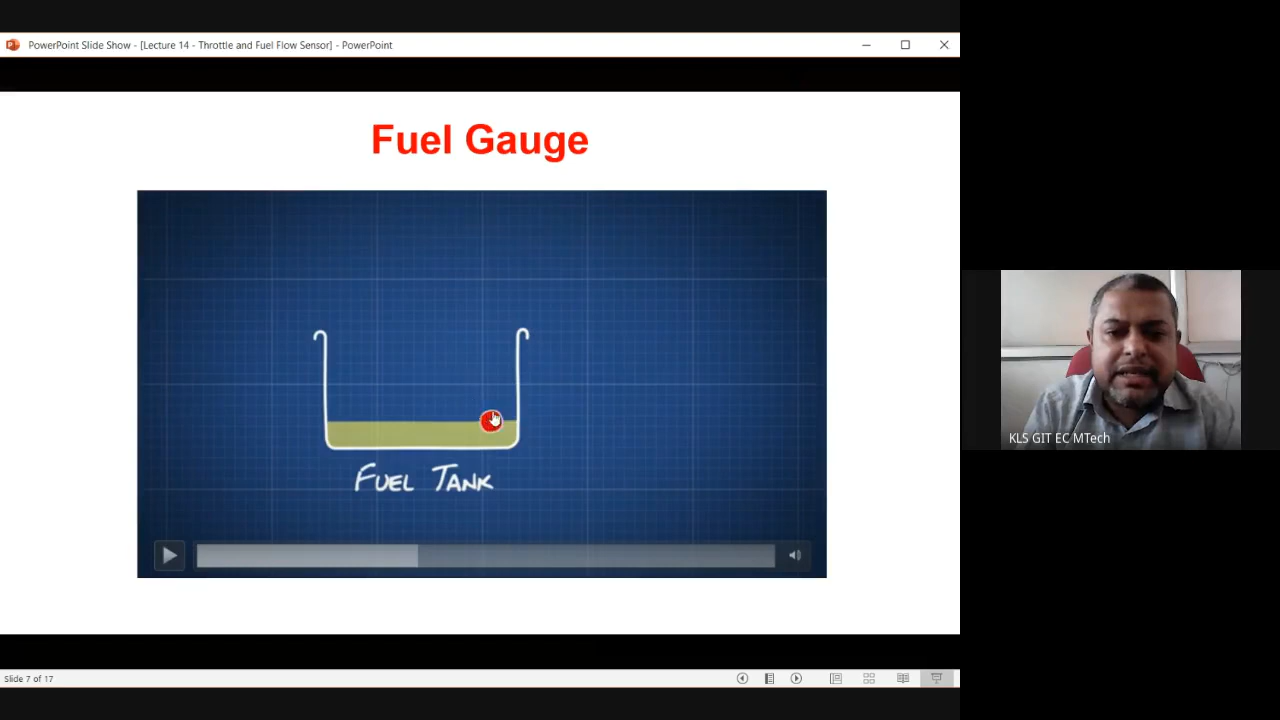 PowerPoint Slide Show - [Lecture 14 - Throttle and Fuel Flow Sensor] - PowerPoint
Fuel Gauge
FUEL TANK
KLS GIT EC MTech
Slide 7 of 17